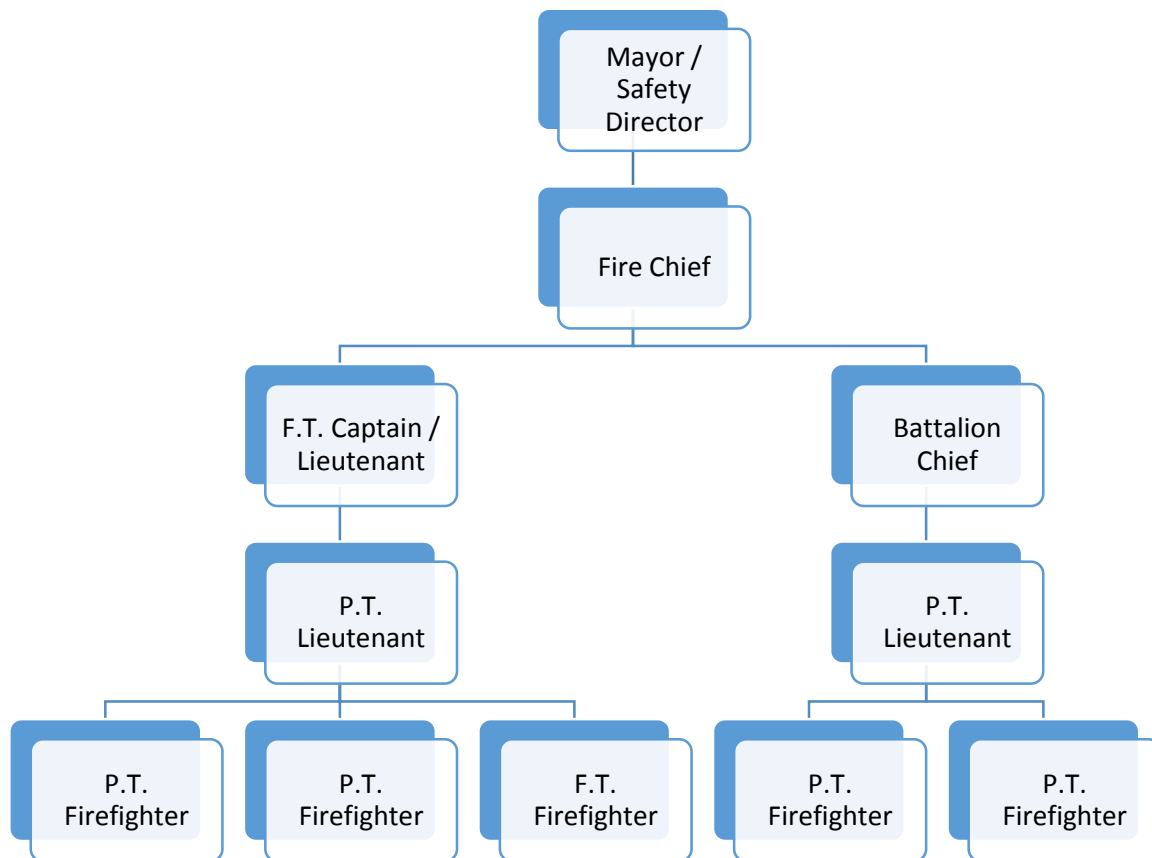 Mayor /
Safety
Director
Fire Chief
F.T. Captain /
Lieutenant
Battalion
Chief
P.T.
Lieutenant
P.T.
Lieutenant
P.T.
Firefighter
P.T.
Firefighter
F.T.
Firefighter
P.T.
Firefighter
P.T.
Firefighter